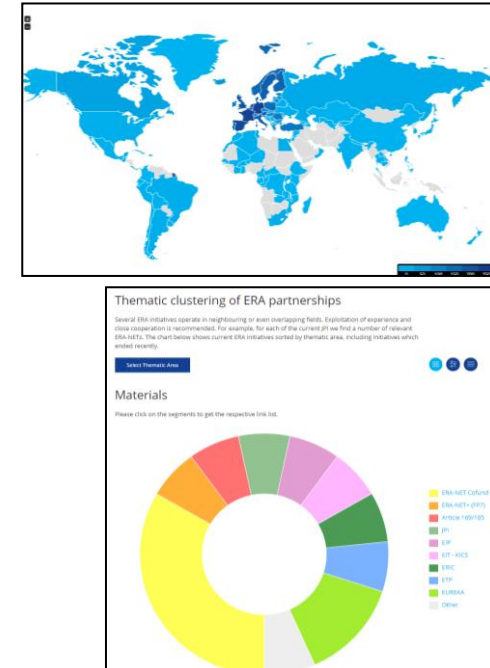 Thematic clustering of ERA partnerships
Several ERA initiatives operate in neighbouring or even overlapping fields. Exploitation of experience and
close cooperation is recommended. For example, for each of the current JPI we find a number of relevant
ERA-NETs. The chart below shows current ERA initiatives sorted by thematic area, including initiatives which
ended recently.
Select Thematic Area
Materials
Please click on the segments to get the respective link list.
ERA-NET Cofund
ERA-NET+ (FP7)
Article 169/185
JPI
EIP
EIT - KICS
ERIC
ETP
EUREKA
Other